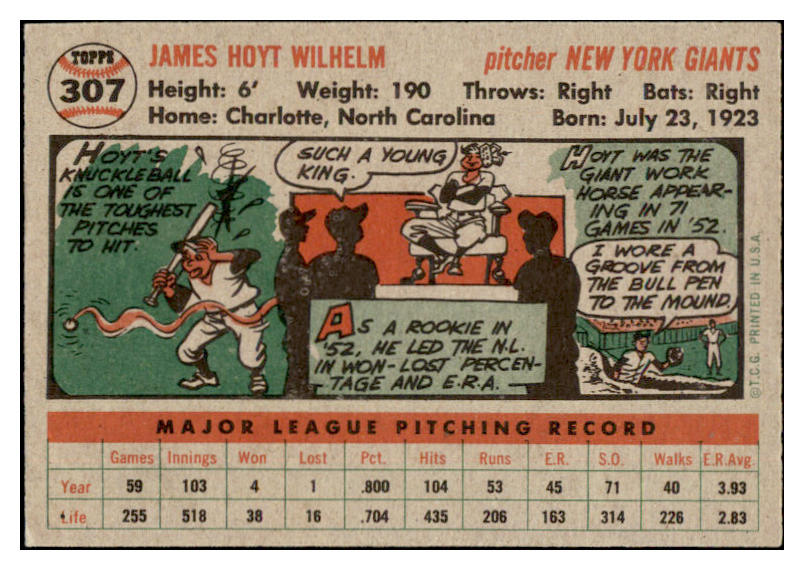 TOPPS
307
JAMES HOYT WILHELM
pitcher NEW YORK GIANTS
Height: 6' Weight: 190 Throws: Right Bats: Right
Home: Charlotte, North Carolina Born: July 23, 1923
HOYT'S
KNUCKLEBALL
IS ONE OF
THE TOUGHEST
PITCHES
TO HIT.
SUCH A YOUNG
KING.
AS A ROOKIE IN
'52, HE LED THE N.L.
IN WON-LOST PERCEN-
TAGE AND E.R.A.
HOYT WAS THE
GIANT WORK
HORSE APPEAR-
ING IN 71
GAMES IN '52.
I WORE A
GROOVE FROM
THE BULL PEN
TO THE MOUND.
©T.C.G. PRINTED IN U.S.A.
MAJOR LEAGUE PITCHING RECORD
Games Innings Won Lost Pct. Hits Runs E.R. S.O. Walks E.R.Avg.
Year 59 103 4 1 .800 104 53 45 71 40 3.93
Life 255 518 38 16 .704 435 206 163 314 226 2.83